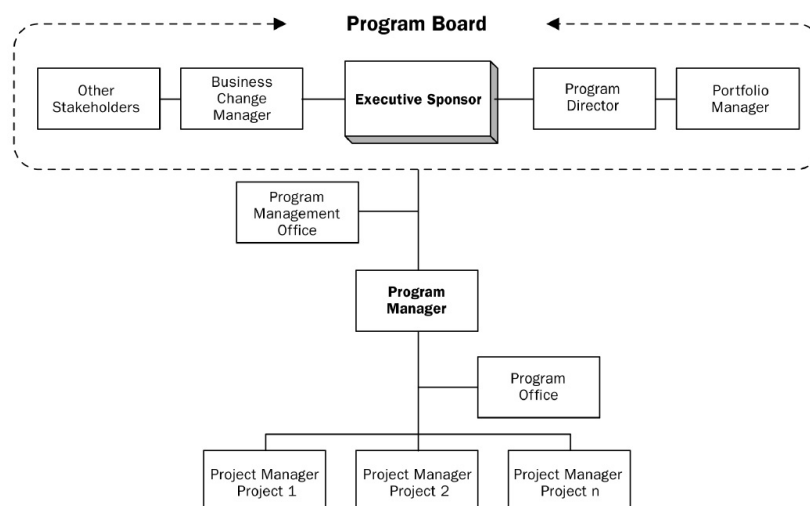 Program Board
Other
Stakeholders
Business
Change
Manager
Executive Sponsor
Program
Director
Portfolio
Manager
Program
Management
Office
Program
Manager
Program
Office
Project Manager
Project 1
Project Manager
Project 2
Project Manager
Project n